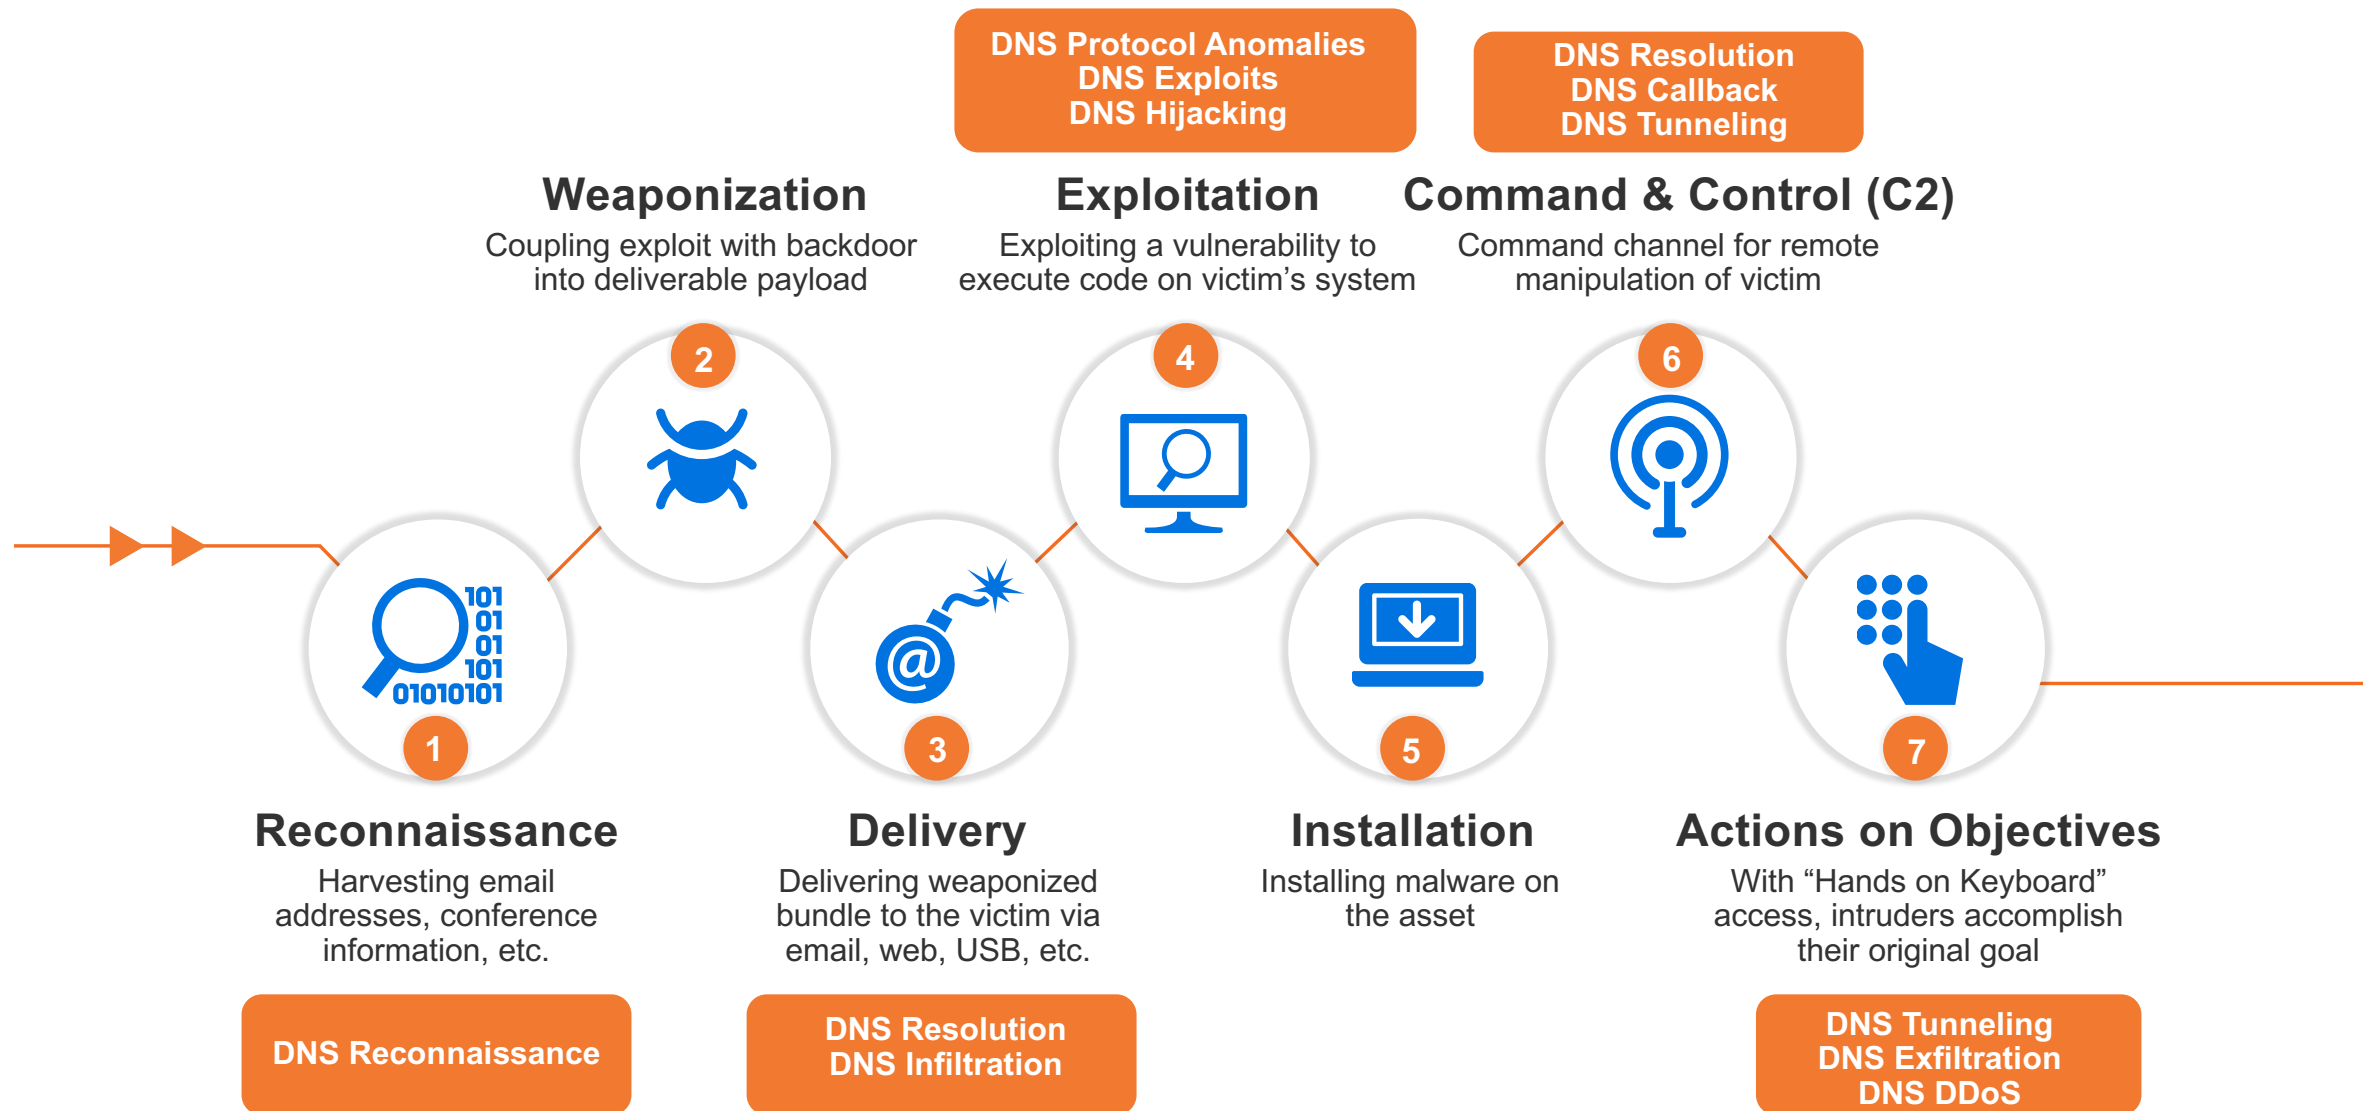 DNS Protocol Anomalies
DNS Exploits
DNS Hijacking
DNS Resolution
DNS Callback
DNS Tunneling
Weaponization
Coupling exploit with backdoor
into deliverable payload
Exploitation
Exploiting a vulnerability to
execute code on victim’s system
Command & Control (C2)
Command channel for remote
manipulation of victim
2
4
6
101
01
01
101
01010101
@
1
3
5
7
Reconnaissance
Harvesting email
addresses, conference
information, etc.
Delivery
Delivering weaponized
bundle to the victim via
email, web, USB, etc.
Installation
Installing malware on
the asset
Actions on Objectives
With “Hands on Keyboard”
access, intruders accomplish
their original goal
DNS Reconnaissance
DNS Resolution
DNS Infiltration
DNS Tunneling
DNS Exfiltration
DNS DDoS